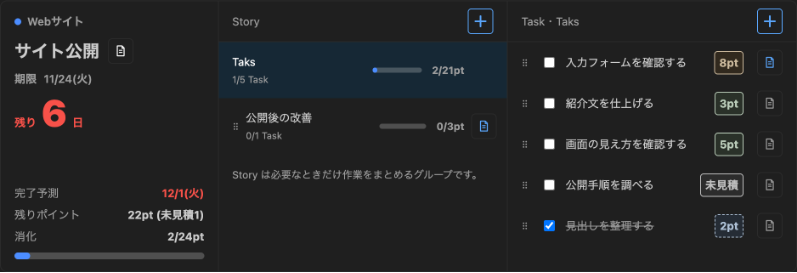 Webサイト
サイト公開
期限 11/24(火)
残り 6 日
完了予測 12/1(火)
残りポイント 22pt (未見積1)
消化 2/24pt
Story
Taks
1/5 Task
2/21pt
公開後の改善
0/1 Task
0/3pt
Story は必要なときだけ作業をまとめるグループです。
Task・Taks
入力フォームを確認する 8pt
紹介文を仕上げる 3pt
画面の見え方を確認する 5pt
公開手順を調べる 未見積
見出しを整理する 2pt